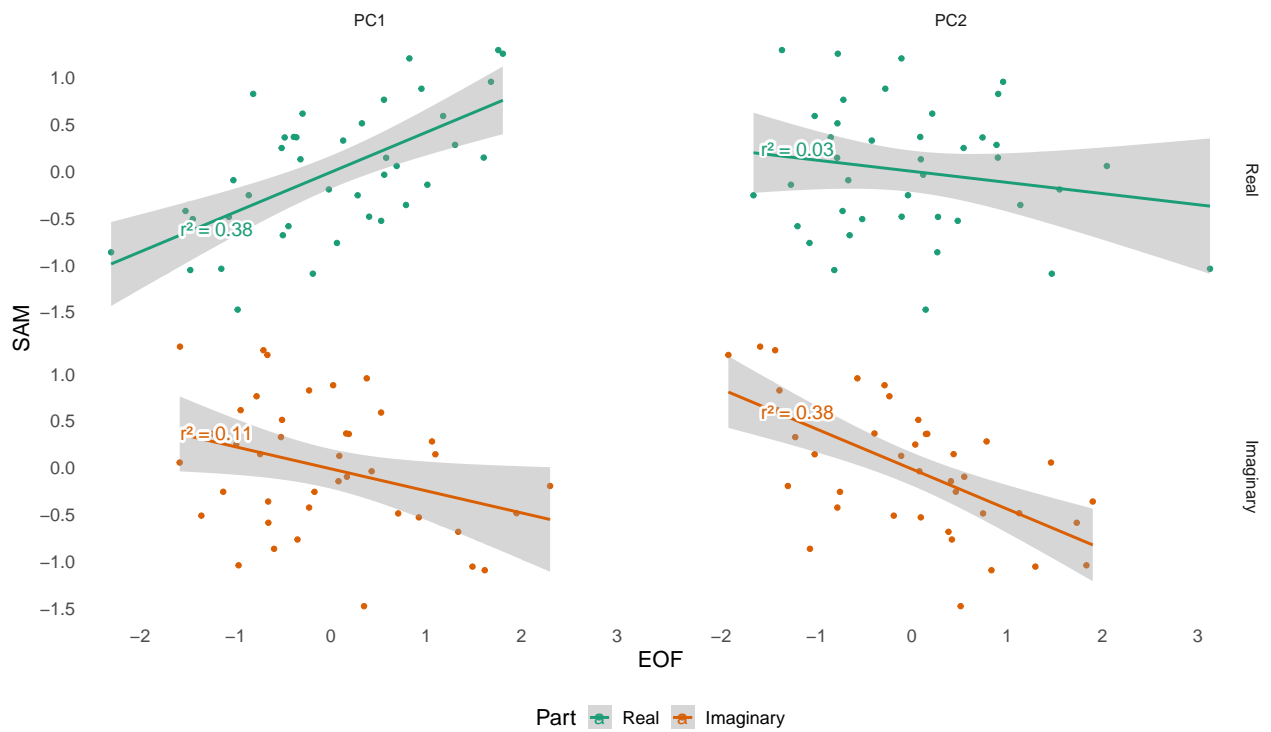 PC1 PC2
1.0
0.5
0.0
−0.5
−1.0
−1.5
r² = 0.38
r² = 0.03
Real
SAM
1.0
0.5
0.0
−0.5
−1.0
−1.5
r² = 0.11
r² = 0.38
Imaginary
−2 −1 0 1 2 3 −2 −1 0 1 2 3
EOF
Part a Real a Imaginary